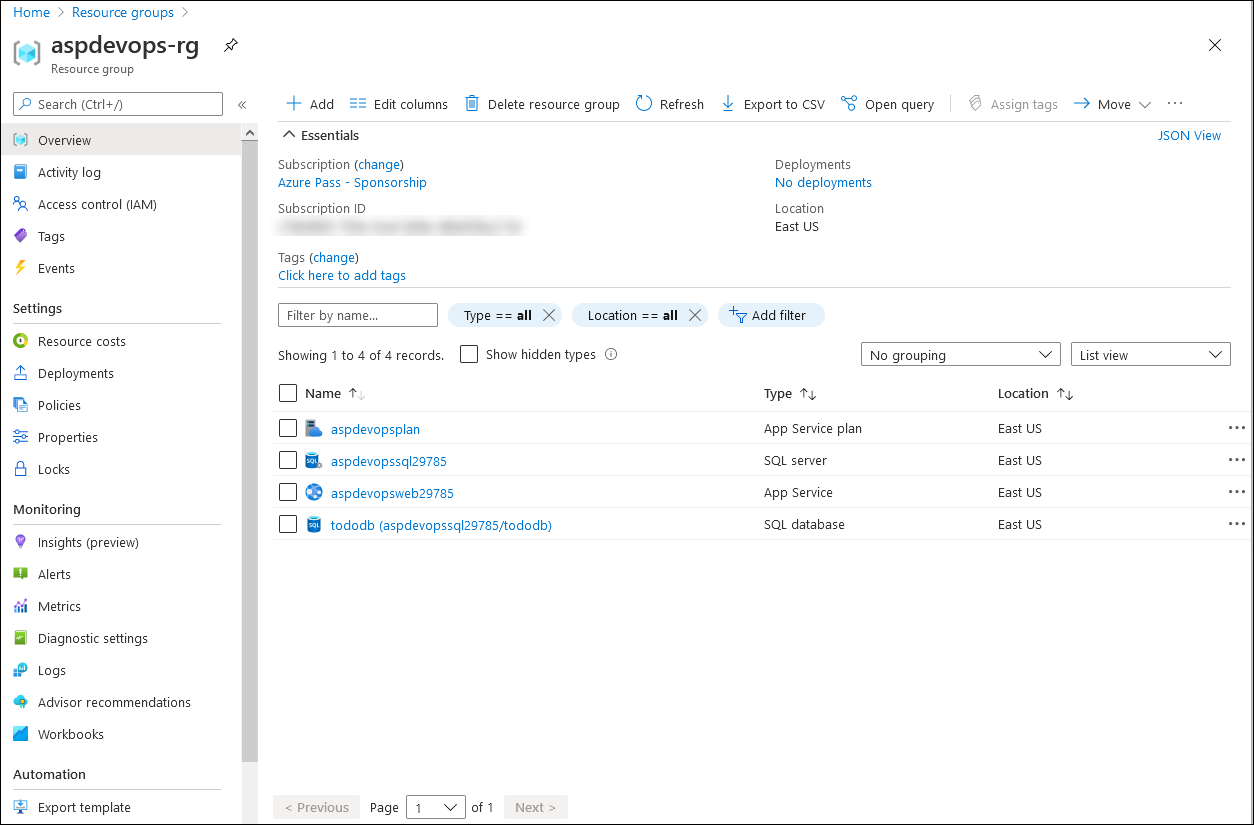 Home > Resource groups >
aspdevops-rg
Resource group
Search (Ctrl+/)
«
Overview
Activity log
Access control (IAM)
Tags
Events
Settings
Resource costs
Deployments
Policies
Properties
Locks
Monitoring
Insights (preview)
Alerts
Metrics
Diagnostic settings
Logs
Advisor recommendations
Workbooks
Automation
Export template
Add Edit columns Delete resource group Refresh Export to CSV Open query Assign tags Move ...
Essentials JSON View
Subscription (change) Deployments
Azure Pass - Sponsorship No deployments
Subscription ID Location
East US
Tags (change)
Click here to add tags
Filter by name... Type == all Location == all Add filter
Showing 1 to 4 of 4 records. Show hidden types No grouping List view
Name Type Location
aspdevopsplan App Service plan East US ...
aspdevopssql29785 SQL server East US ...
aspdevopsweb29785 App Service East US ...
tododb (aspdevopssql29785/tododb) SQL database East US ...
< Previous Page 1 of 1 Next >